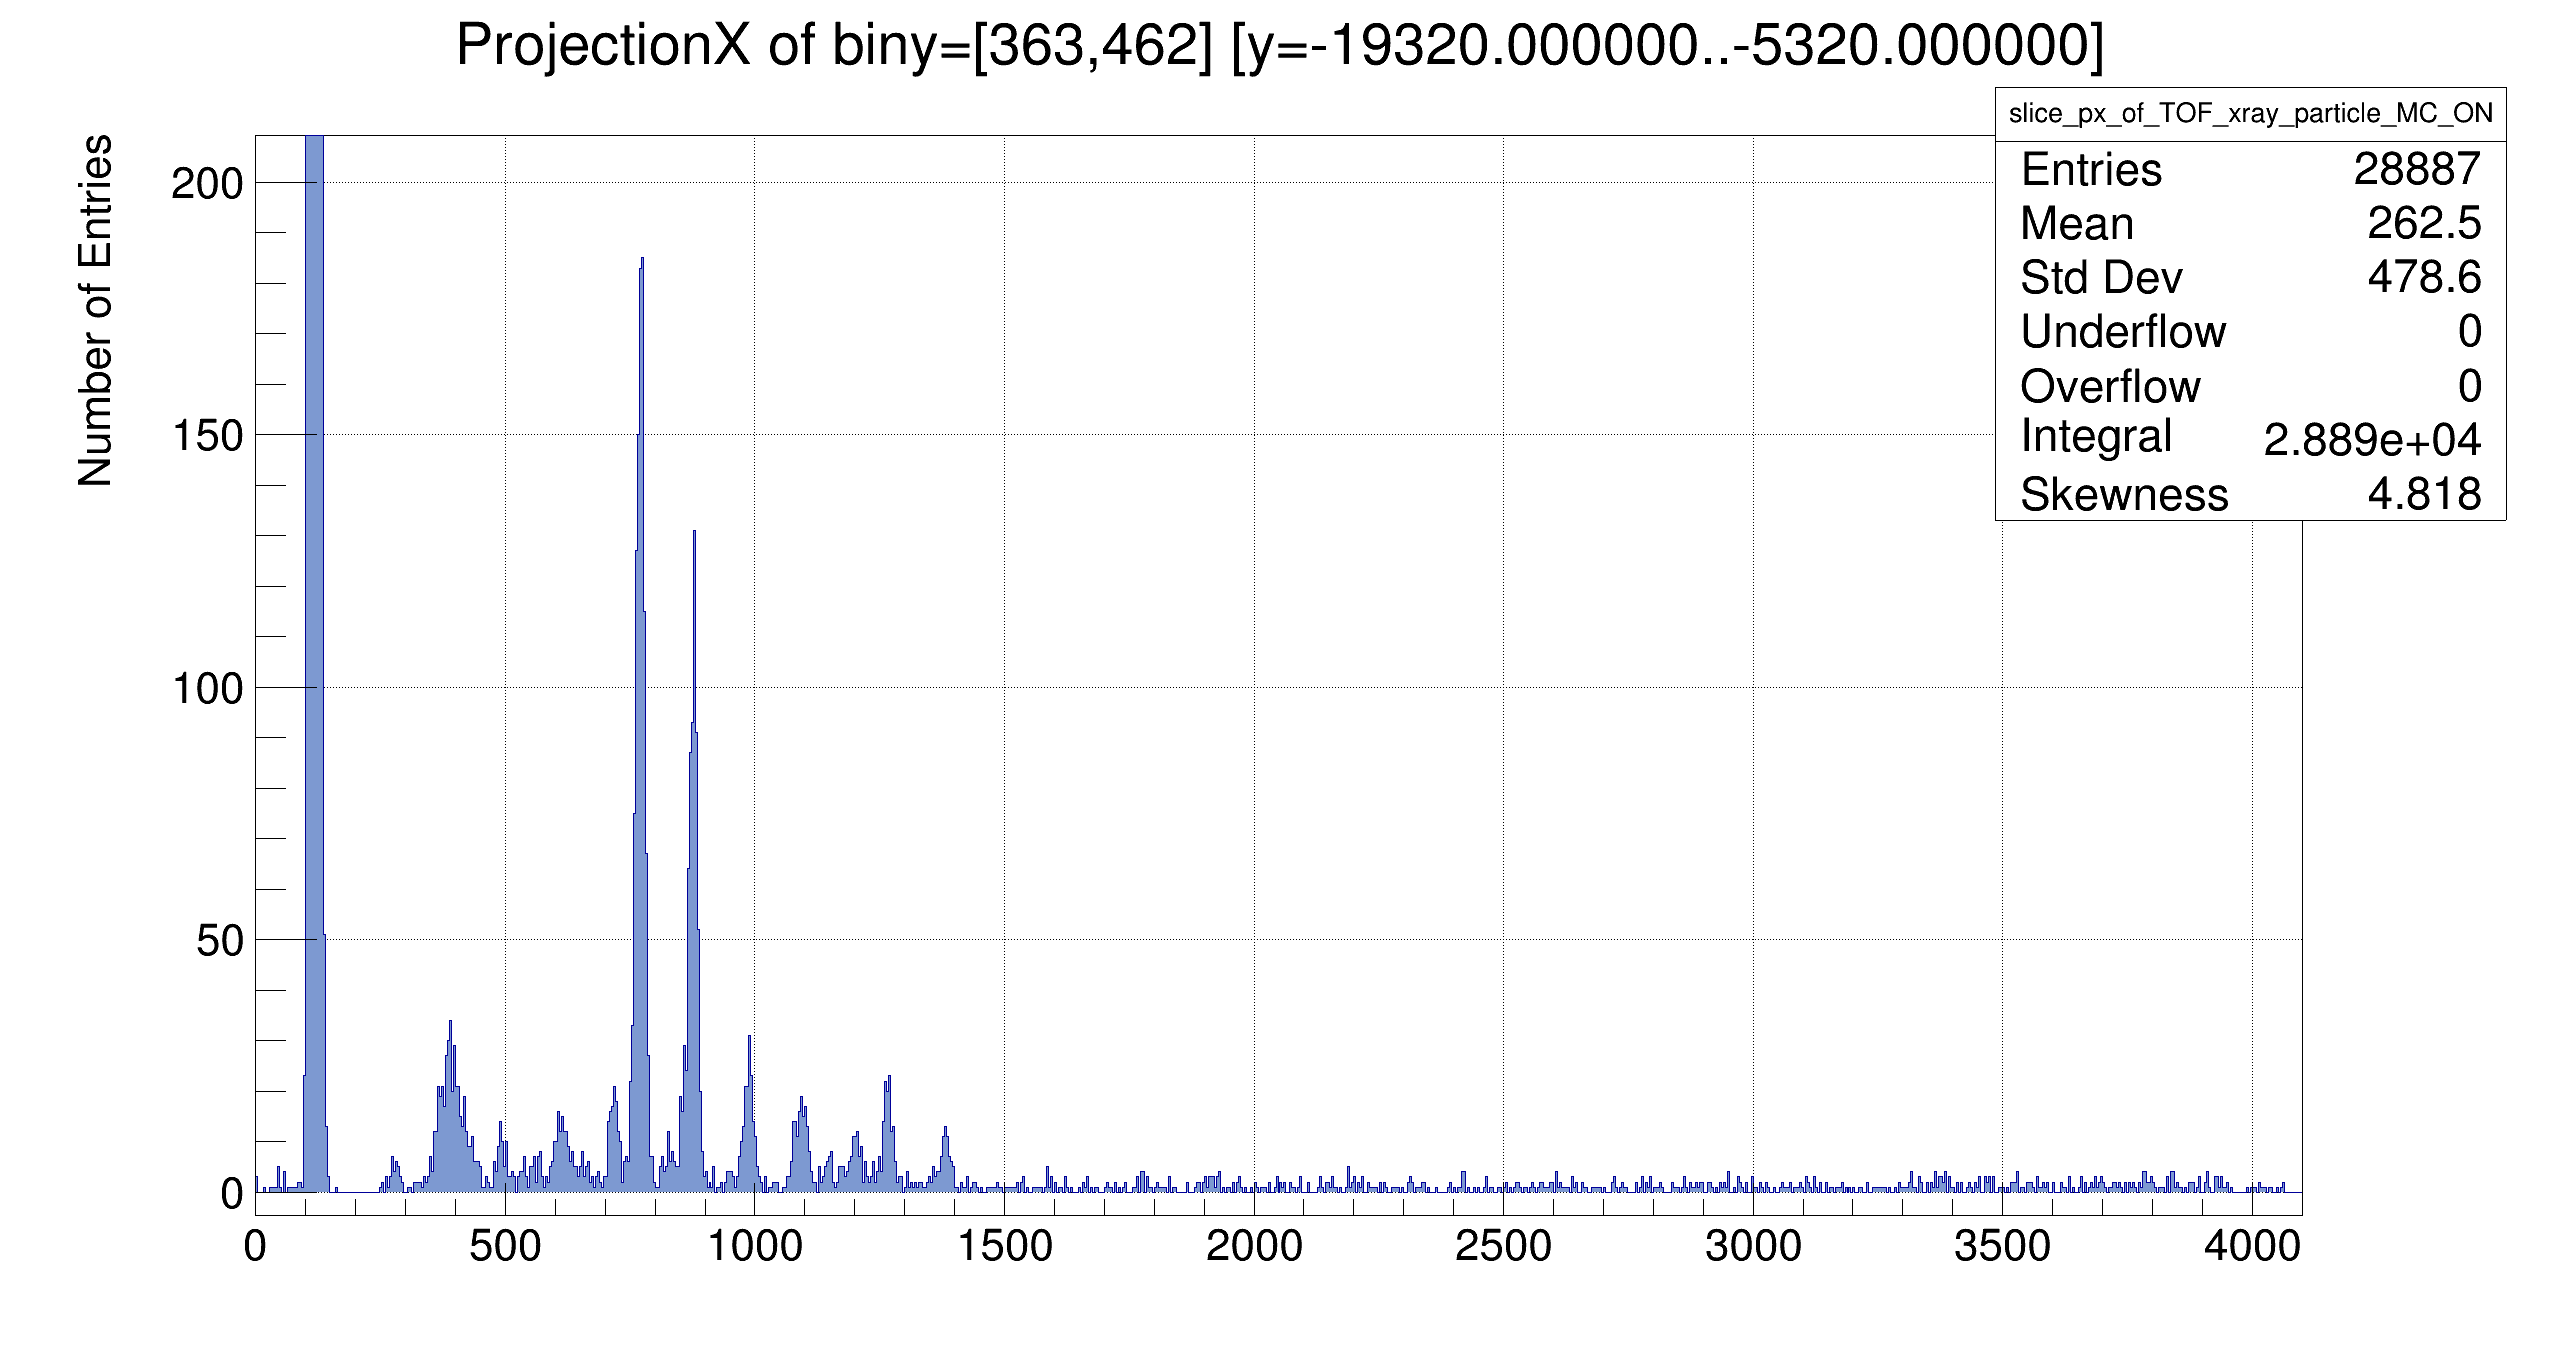 ProjectionX of biny=[363,462] [y=-19320.000000..-5320.000000]
slice_px_of_TOF_xray_particle_MC_ON
Entries 28887
Mean 262.5
Std Dev 478.6
Underflow 0
Overflow 0
Integral 2.889e+04
Skewness 4.818
Number of Entries
200
150
100
50
0
0 500 1000 1500 2000 2500 3000 3500 4000